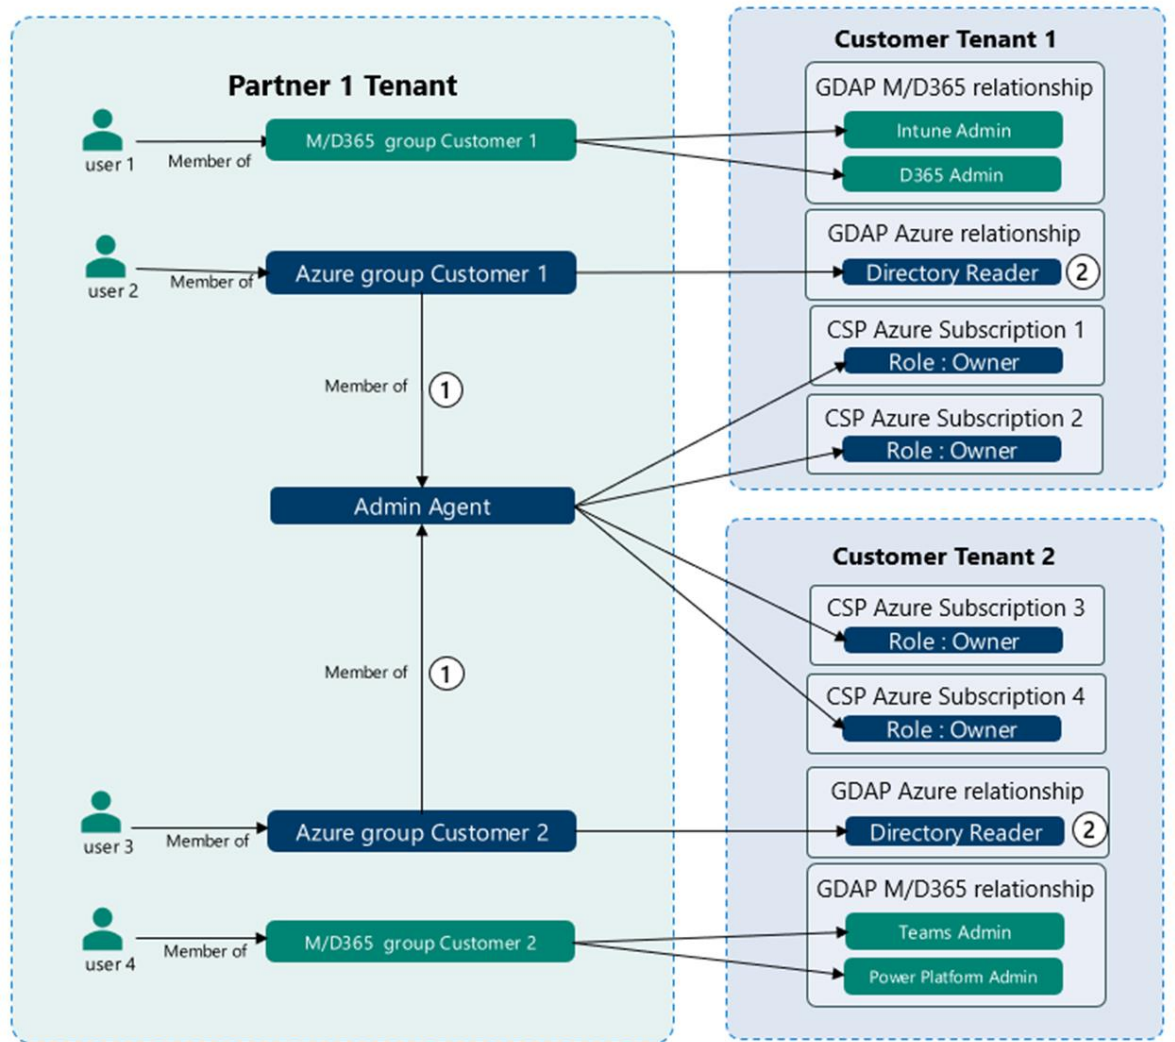 Partner 1 Tenant
user 1
Member of
M/D365 group Customer 1
user 2
Member of
Azure group Customer 1
Member of
1
Admin Agent
Member of
1
user 3
Member of
Azure group Customer 2
user 4
Member of
M/D365 group Customer 2
Customer Tenant 1
GDAP M/D365 relationship
Intune Admin
D365 Admin
GDAP Azure relationship
Directory Reader
2
CSP Azure Subscription 1
Role : Owner
CSP Azure Subscription 2
Role : Owner
Customer Tenant 2
CSP Azure Subscription 3
Role : Owner
CSP Azure Subscription 4
Role : Owner
GDAP Azure relationship
Directory Reader
2
GDAP M/D365 relationship
Teams Admin
Power Platform Admin